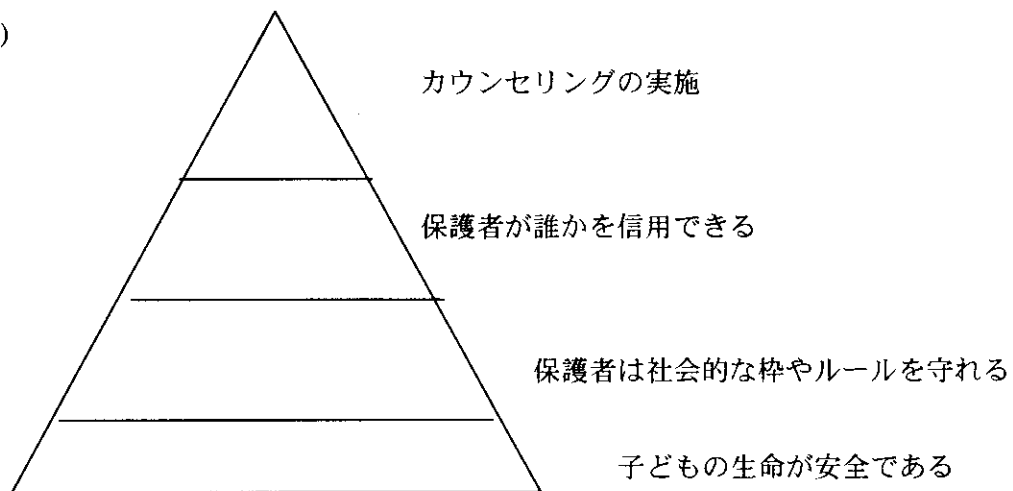 )
カウンセリングの実施
保護者が誰かを信用できる
保護者は社会的な枠やルールを守れる
子どもの生命が安全である